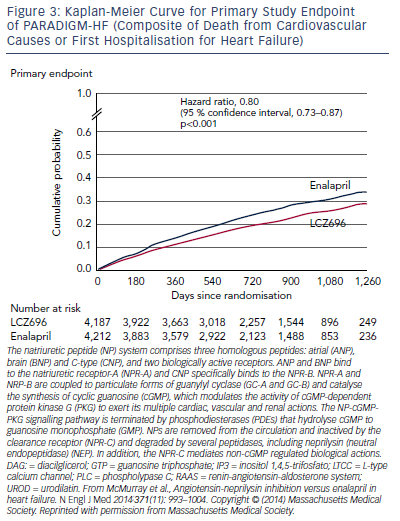 Figure 3: Kaplan-Meier Curve for Primary Study Endpoint
of PARADIGM-HF (Composite of Death from Cardiovascular
Causes or First Hospitalisation for Heart Failure)
Primary endpoint
1.0
Hazard ratio, 0.80
(95 % confidence interval, 0.73–0.87)
p<0.001
0.6
0.5
0.4
0.3
0.2
0.1
0.0
Cumulative probability
Enalapril
LCZ696
0 180 360 540 720 900 1,080 1,260
Days since randomisation
Number at risk
LCZ696 4,187 3,922 3,663 3,018 2,257 1,544 896 249
Enalapril 4,212 3,883 3,579 2,922 2,123 1,488 853 236
The natriuretic peptide (NP) system comprises three homologous peptides: atrial (ANP),
brain (BNP) and C-type (CNP), and two biologically active receptors. ANP and BNP bind
to the natriuretic receptor-A (NPR-A) and CNP specifically binds to the NPR-B. NPR-A and
NRP-B are coupled to particulate forms of guanylyl cyclase (GC-A and GC-B) and catalyse
the synthesis of cyclic guanosine (cGMP), which modulates the activity of cGMP-dependent
protein kinase G (PKG) to exert its multiple cardiac, vascular and renal actions. The NP-cGMP-
PKG signalling pathway is terminated by phosphodiesterases (PDEs) that hydrolyse cGMP to
guanosine monophosphate (GMP). NPs are removed from the circulation and inactived by the
clearance receptor (NPR-C) and degraded by several peptidases, including neprilysin (neutral
endopeptidase) (NEP). In addition, the NPR-C mediates non-cGMP regulated biological actions.
DAG: = diacilglicerol; GTP = guanosine triphosphate; IP3 = inositol 1,4,5-trifosfato; LTCC = L-type
calcium channel; PLC = phospholypase C; RAAS = renin-angiotensin-aldosterone system;
UROD = urodilatin. From McMurray et al., Angiotensin-neprilysin inhibition versus enalapril in
heart failure. N Engl J Med 2014:371(11): 993–1004. Copyright © (2014) Massachusetts Medical
Society. Reprinted with permission from Massachusetts Medical Society.